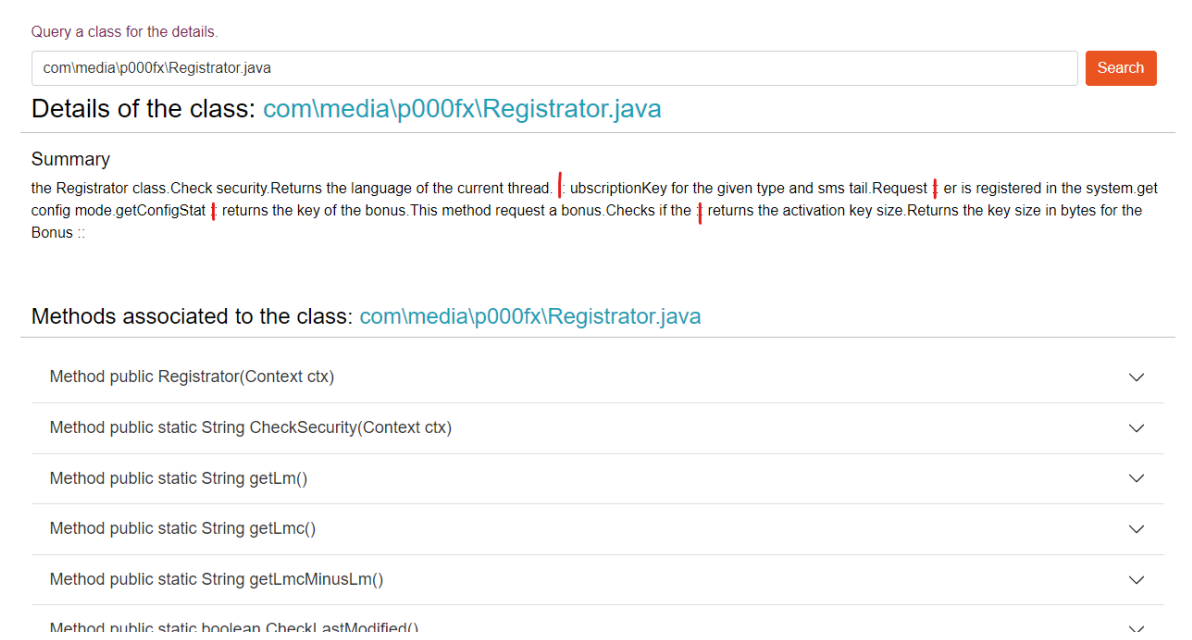 Query a class for the details.
com\media\p000fx\Registrator.java
Search
Details of the class: com\media\p000fx\Registrator.java
Summary
the Registrator class.Check security.Returns the language of the current thread. :: ubscriptionKey for the given type and sms tail.Request :: er is registered in the system.get
config mode.getConfigStat :: returns the key of the bonus.This method request a bonus.Checks if the :: returns the activation key size.Returns the key size in bytes for the
Bonus ::
Methods associated to the class: com\media\p000fx\Registrator.java
Method public Registrator(Context ctx)
Method public static String CheckSecurity(Context ctx)
Method public static String getLm()
Method public static String getLmc()
Method public static String getLmcMinusLm()
Method public static boolean CheckLastModified()